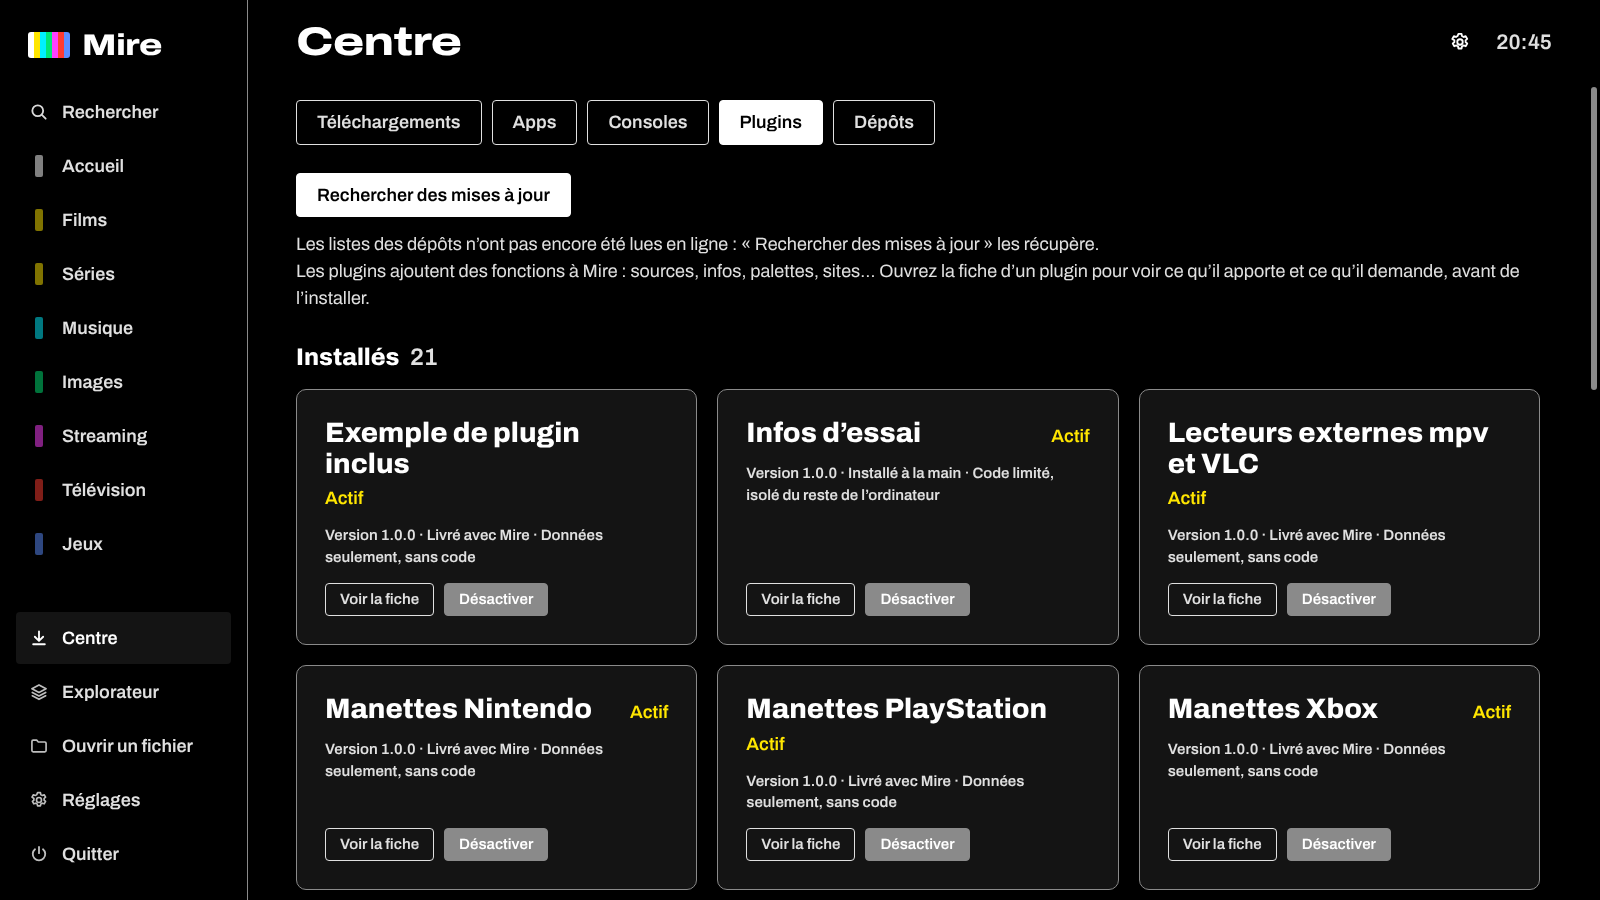 Mire
Rechercher
Accueil
Films
Séries
Musique
Images
Streaming
Télévision
Jeux
Centre
Explorateur
Ouvrir un fichier
Réglages
Quitter
Centre
20:45
Téléchargements
Apps
Consoles
Plugins
Dépôts
Rechercher des mises à jour
Les listes des dépôts n’ont pas encore été lues en ligne : « Rechercher des mises à jour » les récupère.
Les plugins ajoutent des fonctions à Mire : sources, infos, palettes, sites… Ouvrez la fiche d’un plugin pour voir ce qu’il apporte et ce qu’il demande, avant de
l’installer.
Installés 21
Exemple de plugin
inclus
Actif
Version 1.0.0 · Livré avec Mire · Données
seulement, sans code
Voir la fiche
Désactiver
Infos d’essai
Actif
Version 1.0.0 · Installé à la main · Code limité,
isolé du reste de l’ordinateur
Voir la fiche
Désactiver
Lecteurs externes mpv
et VLC
Actif
Version 1.0.0 · Livré avec Mire · Données
seulement, sans code
Voir la fiche
Désactiver
Manettes Nintendo
Actif
Version 1.0.0 · Livré avec Mire · Données
seulement, sans code
Voir la fiche
Désactiver
Manettes PlayStation
Actif
Version 1.0.0 · Livré avec Mire · Données
seulement, sans code
Voir la fiche
Désactiver
Manettes Xbox
Actif
Version 1.0.0 · Livré avec Mire · Données
seulement, sans code
Voir la fiche
Désactiver